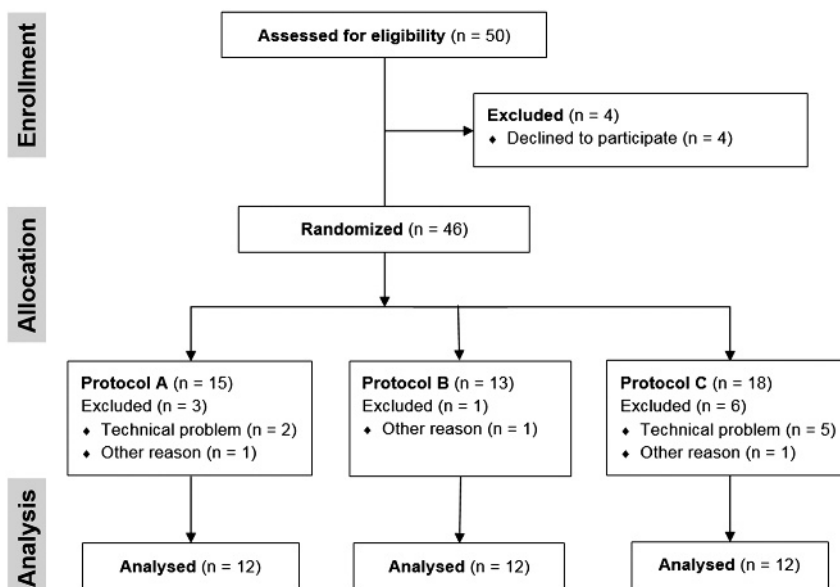 Enrollment
Assessed for eligibility (n = 50)
Excluded (n = 4)
♦ Declined to participate (n = 4)
Allocation
Randomized (n = 46)
Protocol A (n = 15)
Excluded (n = 3)
♦ Technical problem (n = 2)
♦ Other reason (n = 1)
Protocol B (n = 13)
Excluded (n = 1)
♦ Other reason (n = 1)
Protocol C (n = 18)
Excluded (n = 6)
♦ Technical problem (n = 5)
♦ Other reason (n = 1)
Analysis
Analysed (n = 12)
Analysed (n = 12)
Analysed (n = 12)